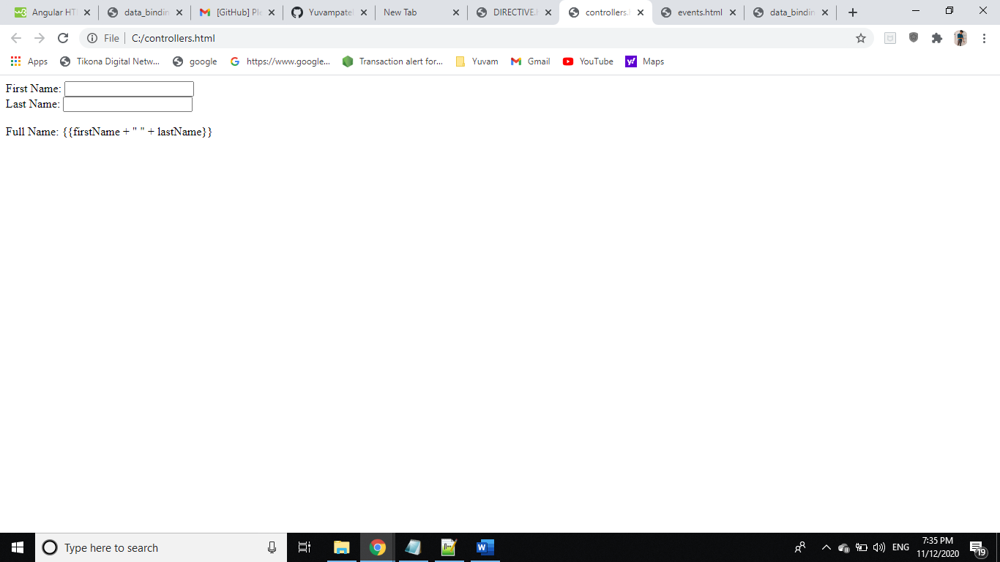 Angular HT
data_bindin
[GitHub] Ple
Yuvampatel
New Tab
DIRECTIVE.h
controllers.h
events.html
data_bindin
File
C:/controllers.html
Apps
Tikona Digital Netw...
google
https://www.google...
Transaction alert for...
Yuvam
Gmail
YouTube
Maps
First Name:
Last Name:
Full Name: {{firstName + " " + lastName}}
Type here to search
ENG
7:35 PM
11/12/2020
19